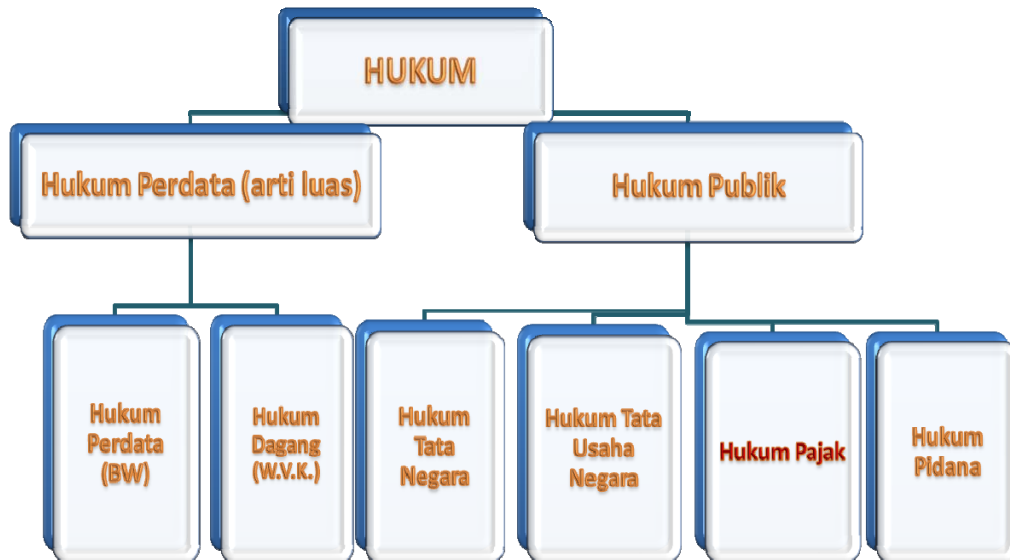 HUKUM
Hukum Perdata (arti luas)
Hukum Publik
Hukum
Perdata
(BW)
Hukum
Dagang
(W.V.K.)
Hukum
Tata
Negara
Hukum Tata
Usaha
Negara
Hukum Pajak
Hukum
Pidana